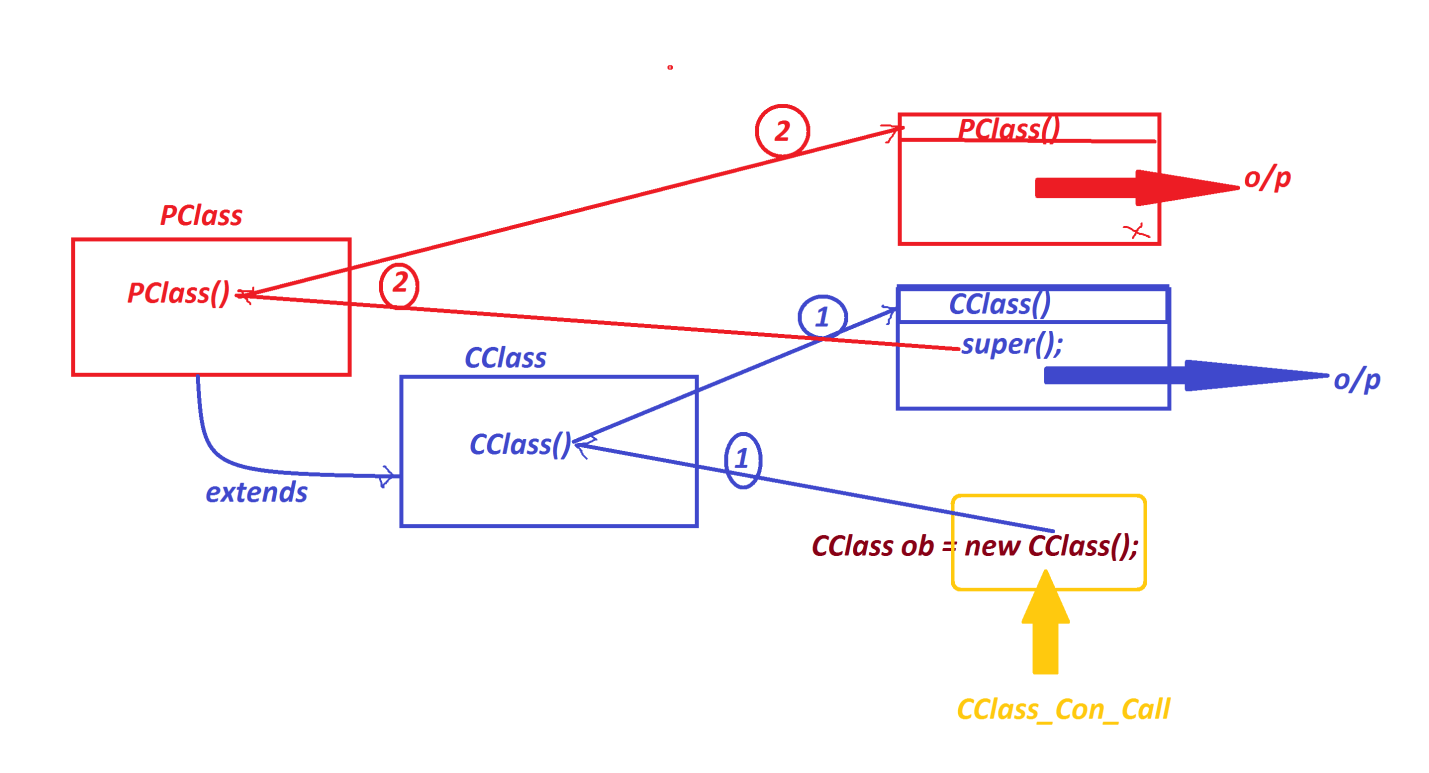 2
PClass()
o/p
PClass
2
PClass()
1
CClass()
super();
CClass
o/p
CClass()
1
extends
CClass ob = new CClass();
CClass_Con_Call